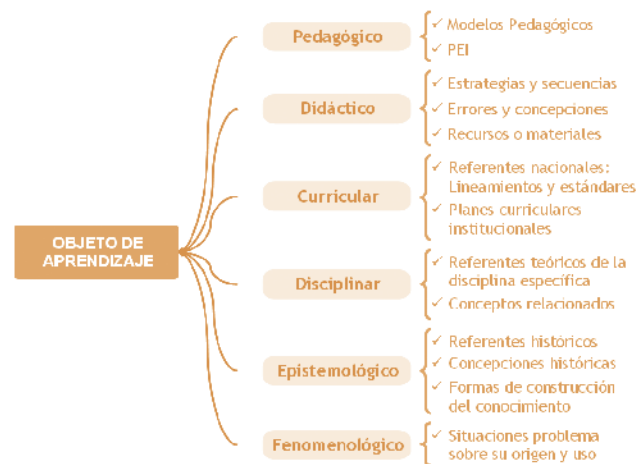 OBJETO DE
APRENDIZAJE
Pedagógico
✓ Modelos Pedagógicos
✓ PEI
Didáctico
✓ Estrategias y secuencias
✓ Errores y concepciones
✓ Recursos o materiales
Curricular
✓ Referentes nacionales:
Lineamientos y estándares
✓ Planes curriculares
institucionales
Disciplinar
✓ Referentes teóricos de la
disciplina específica
✓ Conceptos relacionados
Epistemológico
✓ Referentes históricos
✓ Concepciones históricas
✓ Formas de construcción
del conocimiento
Fenomenológico
✓ Situaciones problema
sobre su origen y uso